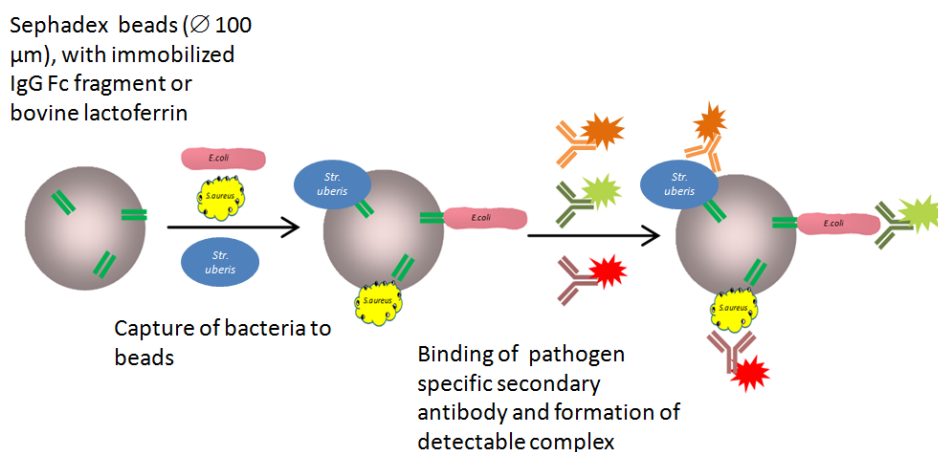 Sephadex beads (∅ 100
μm), with immobilized
IgG Fc fragment or
bovine lactoferrin
E.coli
S.aureus
Str.
uberis
Capture of bacteria to
beads
Str.
uberis
E.coli
S.aureus
Binding of pathogen
specific secondary
antibody and formation of
detectable complex
Str.
uberis
E.coli
S.aureus